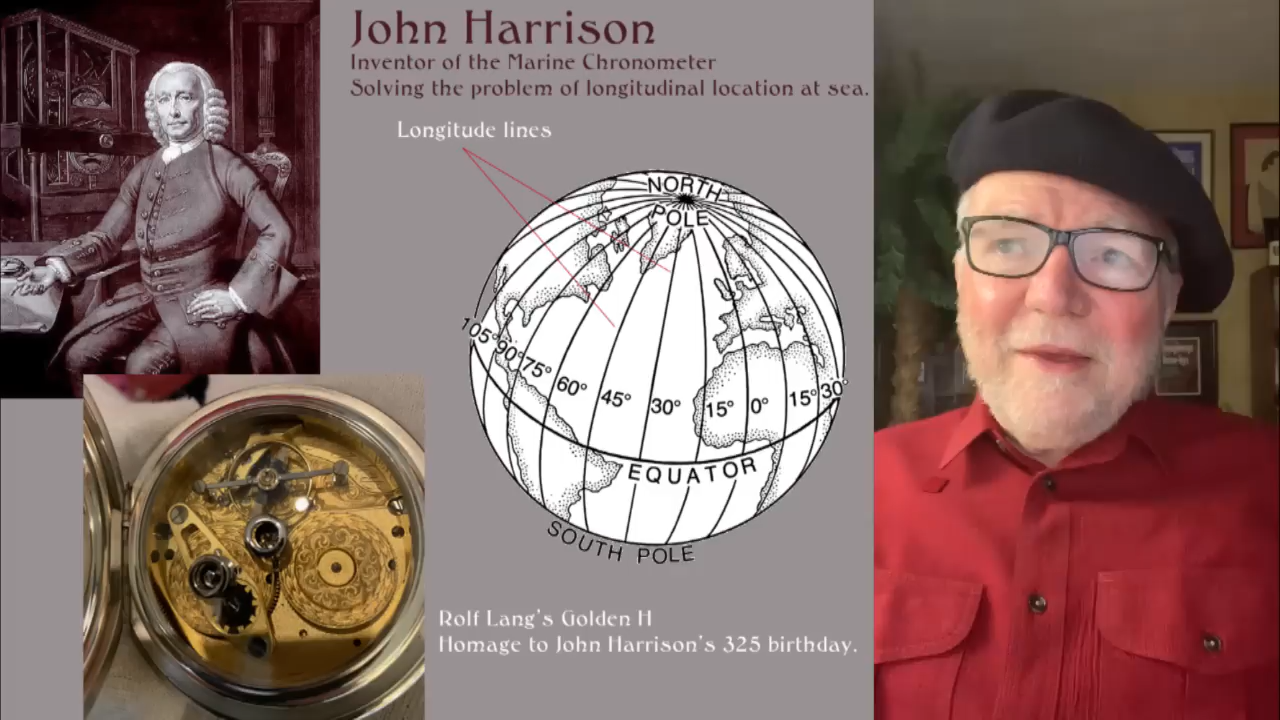 John Harrison
Inventor of the Marine Chronometer
Solving the problem of longitudinal location at sea.
Longitude lines
NORTH
POLE
105° 90° 75° 60° 45° 30° 15° 0° 15° 30°
EQUATOR
SOUTH POLE
Rolf Lang's Golden H
Homage to John Harrison's 325 birthday.